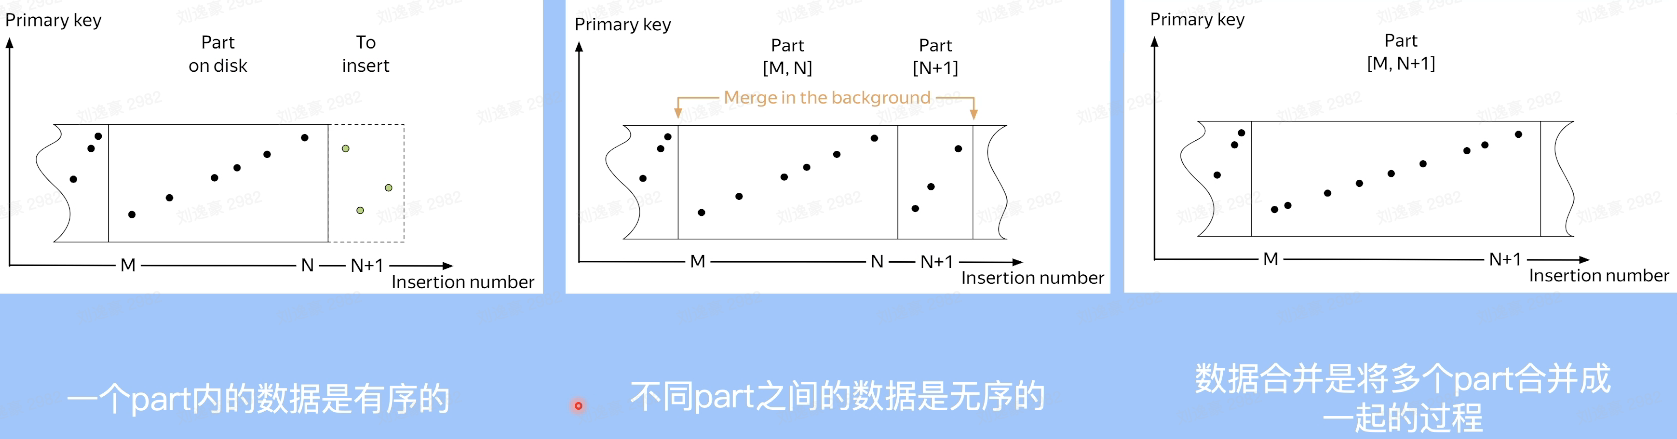 Primary key
Part
on disk
To
insert
M
N
N+1
Insertion number
一个part内的数据是有序的
Primary key
Part
[M, N]
Part
[N+1]
Merge in the background
M
N
N+1
Insertion number
不同part之间的数据是无序的
Primary key
Part
[M, N+1]
M
N+1
Insertion number
数据合并是将多个part合并成
一起的过程
刘逸豪 2982